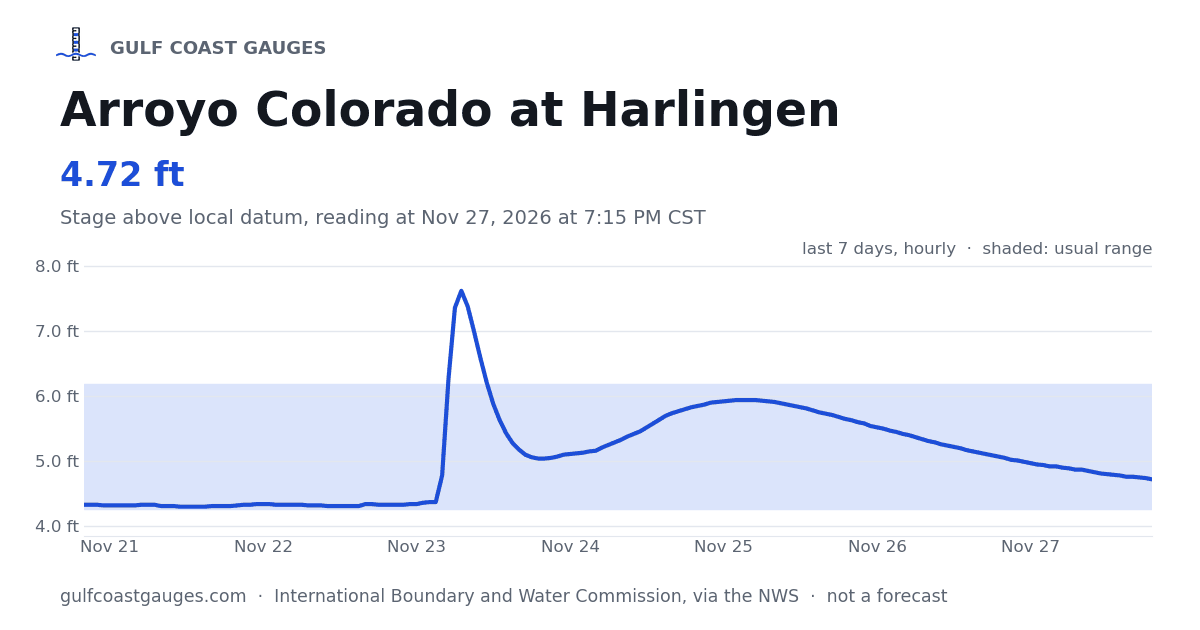 GULF COAST GAUGES
Arroyo Colorado at Harlingen
4.72 ft
Stage above local datum, reading at Nov 27, 2026 at 7:15 PM CST
last 7 days, hourly · shaded: usual range
8.0 ft
7.0 ft
6.0 ft
5.0 ft
4.0 ft
Nov 21 Nov 22 Nov 23 Nov 24 Nov 25 Nov 26 Nov 27
gulfcoastgauges.com · International Boundary and Water Commission, via the NWS · not a forecast